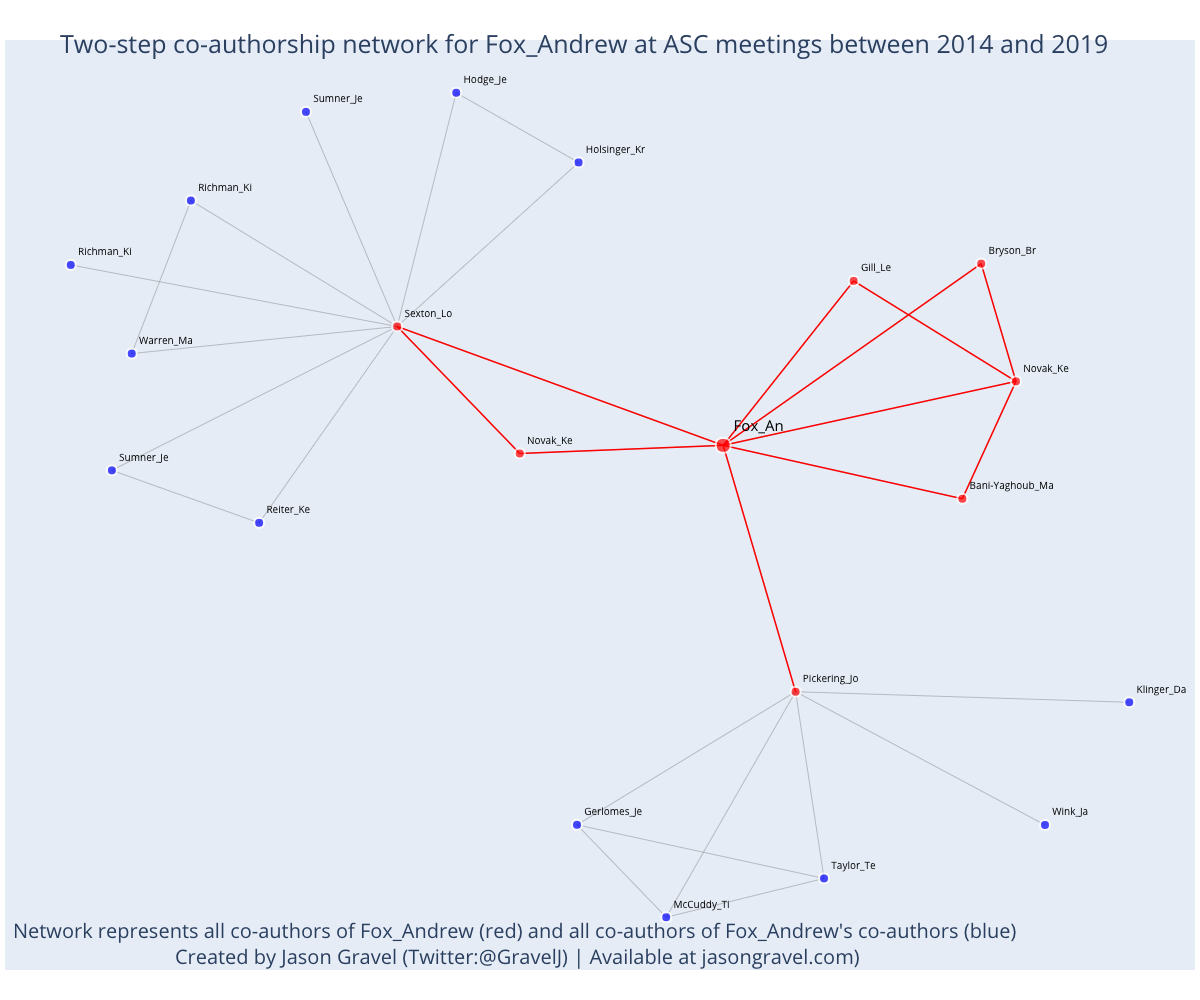 Two-step co-authorship network for Fox_Andrew at ASC meetings between 2014 and 2019
Hodge_Je
Sumner_Je
Holsinger_Kr
Richman_Ki
Richman_Ki
Bryson_Br
Gill_Le
Sexton_Lo
Warren_Ma
Novak_Ke
Fox_An
Novak_Ke
Sumner_Je
Bani-Yaghoub_Ma
Reiter_Ke
Pickering_Jo
Klinger_Da
Gerlomes_Je
Wink_Ja
Taylor_Te
McCuddy_Ti
Network represents all co-authors of Fox_Andrew (red) and all co-authors of Fox_Andrew's co-authors (blue)
Created by Jason Gravel (Twitter:@GravelJ) | Available at jasongravel.com)